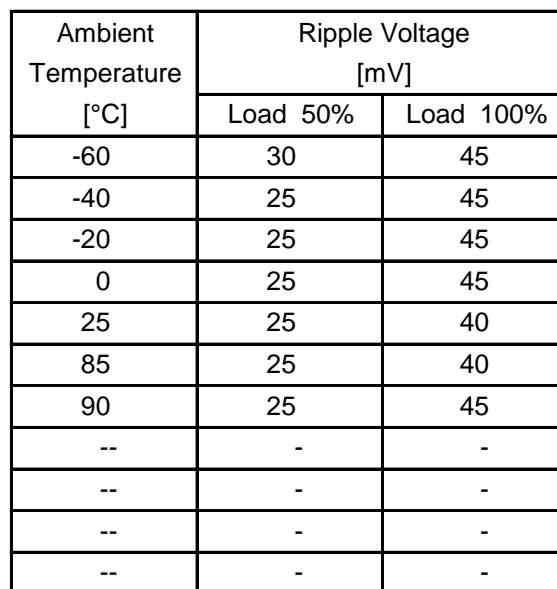 Ambient Temperature [°C] Ripple Voltage [mV]
Load 50% Load 100%
-60 30 45
-40 25 45
-20 25 45
0 25 45
25 25 40
85 25 40
90 25 45
-- - -
-- - -
-- - -
-- - -